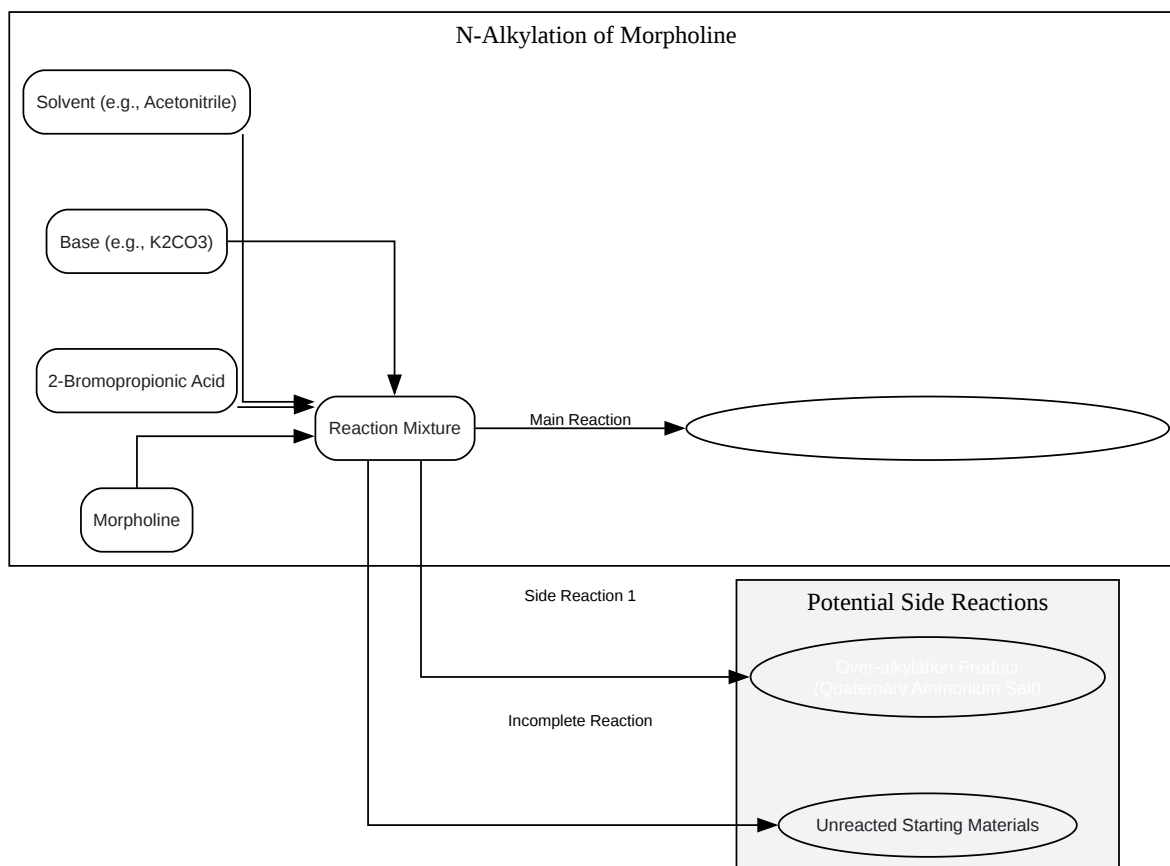 N-Alkylation of Morpholine
Solvent (e.g., Acetonitrile)
Base (e.g., K2CO3)
2-Bromopropionic Acid
Reaction Mixture
Main Reaction
Morpholine
Side Reaction 1
Potential Side Reactions
Over-alkylation Product
(Quaternary Ammonium Salt)
Incomplete Reaction
Unreacted Starting Materials